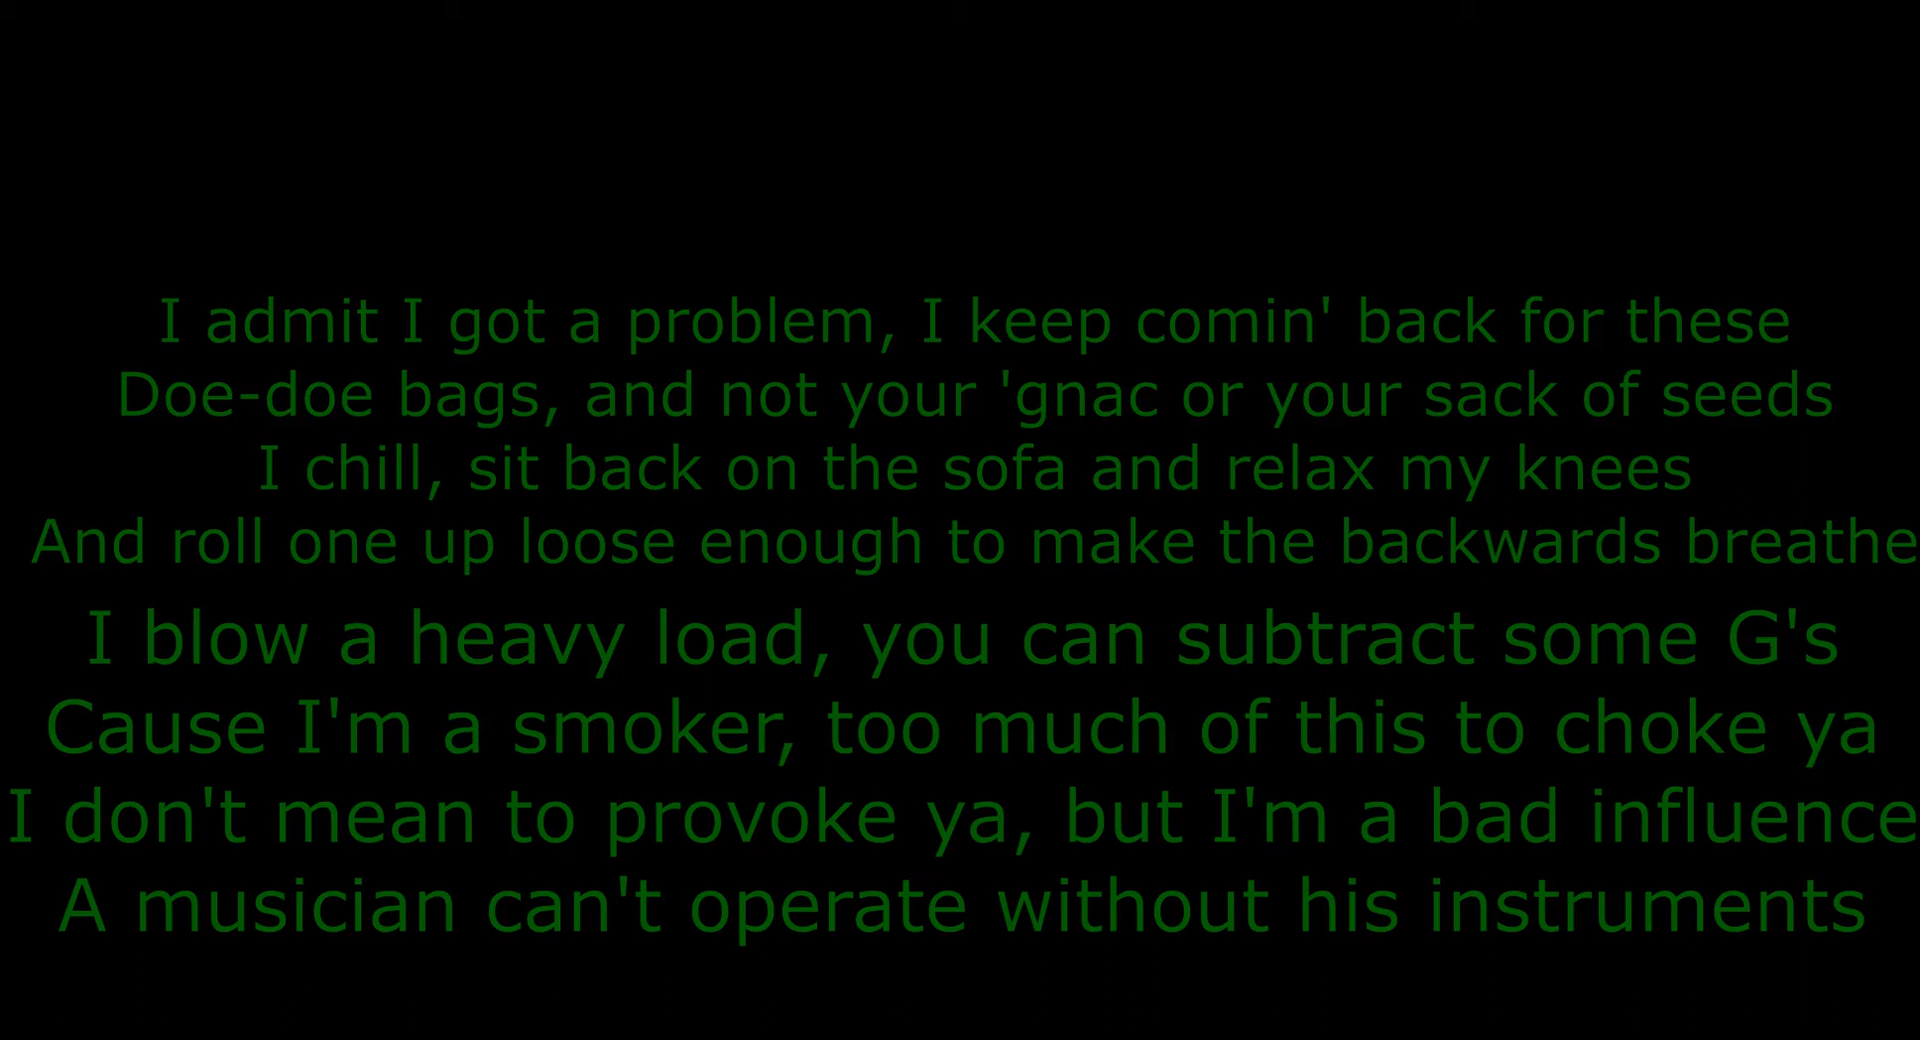 I admit I got a problem, I keep comin' back for these
Doe-doe bags, and not your 'gnac or your sack of seeds
I chill, sit back on the sofa and relax my knees
And roll one up loose enough to make the backwards breathe
I blow a heavy load, you can subtract some G's
Cause I'm a smoker, too much of this to choke ya
I don't mean to provoke ya, but I'm a bad influence
A musician can't operate without his instruments